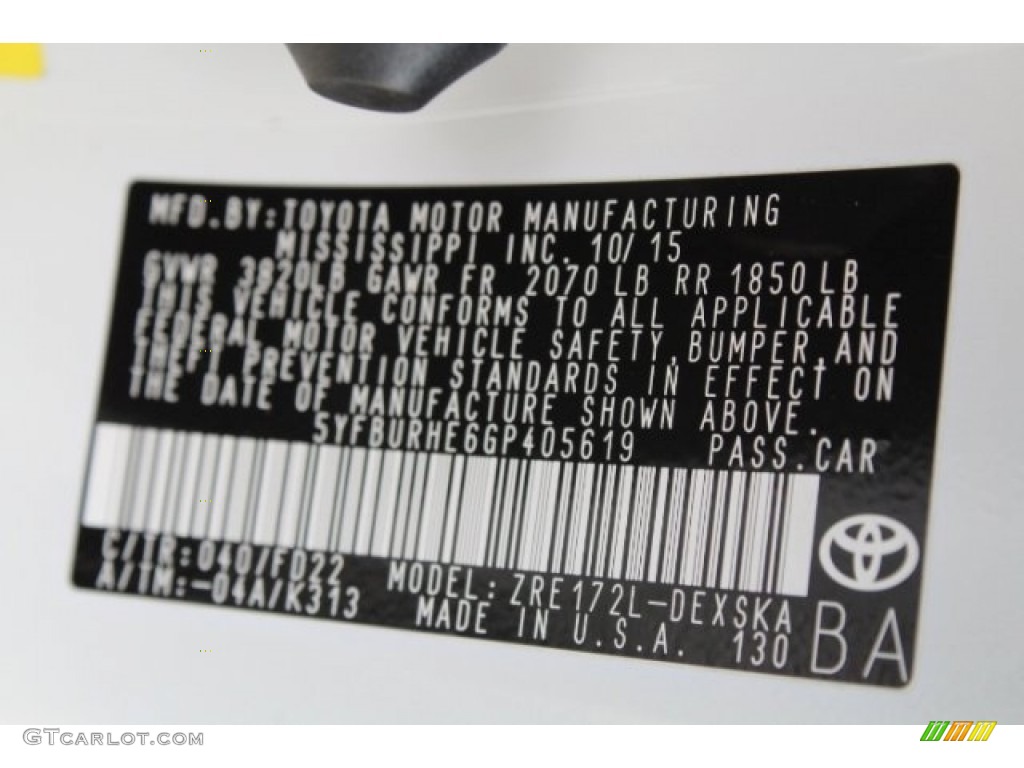 MFD.BY:TOYOTA MOTOR MANUFACTURING
MISSISSIPPI INC. 10/15
GVWR 3820LB GAWR FR 2070 LB RR 1850 LB
THIS VEHICLE CONFORMS TO ALL APPLICABLE
FEDERAL MOTOR VEHICLE SAFETY,BUMPER,AND
THEFT PREVENTION STANDARDS IN EFFECT ON
THE DATE OF MANUFACTURE SHOWN ABOVE.
5YFBURHE6GP405619 PASS.CAR
C/TR:040/FD22 MODEL:ZRE172L-DEXSKA
A/TM:-04A/K313 MADE IN U.S.A. 130 BA
GTCARLOT.COM